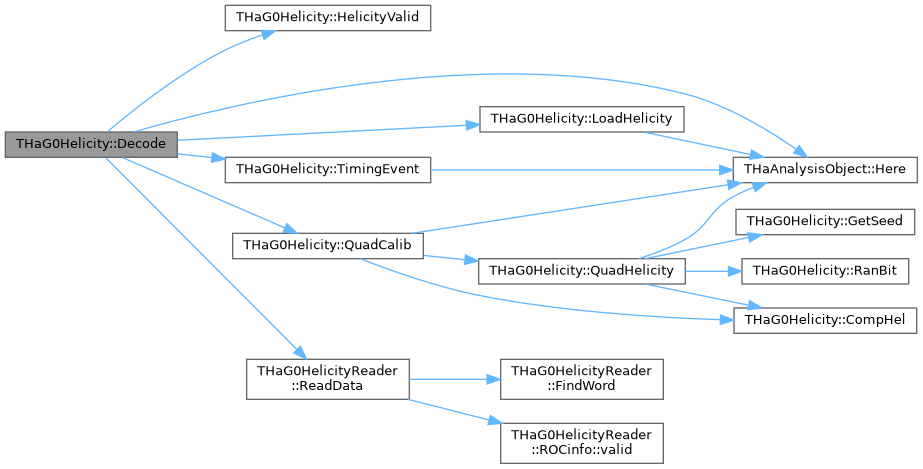 THaG0Helicity::HelicityValid
THaG0Helicity::LoadHelicity
THaG0Helicity::Decode
THaG0Helicity::TimingEvent
THaAnalysisObject::Here
THaG0Helicity::GetSeed
THaG0Helicity::QuadCalib
THaG0Helicity::QuadHelicity
THaG0Helicity::RanBit
THaG0Helicity::CompHel
THaG0HelicityReader
::ReadData
THaG0HelicityReader
::FindWord
THaG0HelicityReader
::ROCinfo::valid